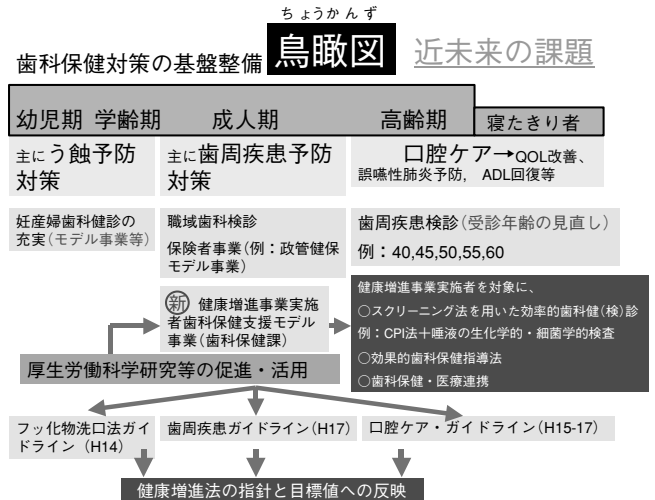 ちょうかんず
歯科保健対策の基盤整備 鳥瞰図 近未来の課題
幼児期 学齢期 成人期 高齢期 寝たきり者
主にう蝕予防
対策
主に歯周疾患予防
対策
口腔ケア→QOL改善、
誤嚥性肺炎予防, ADL回復等
妊産婦歯科健診の
充実(モデル事業等)
職域歯科検診
保険者事業(例：政管健保
モデル事業)
歯周疾患検診(受診年齢の見直し)
例：40,45,50,55,60
新 健康増進事業実施
者歯科保健支援モデル
事業(歯科保健課)
健康増進事業実施者を対象に、
○スクリーニング法を用いた効率的歯科健(検)診
例：CPI法＋唾液の生化学的・細菌学的検査
○効果的歯科保健指導法
○歯科保健・医療連携
厚生労働科学研究等の促進・活用
フッ化物洗口法ガイ
ドライン (H14)
歯周疾患ガイドライン(H17)
口腔ケア・ガイドライン(H15-17)
健康増進法の指針と目標値への反映